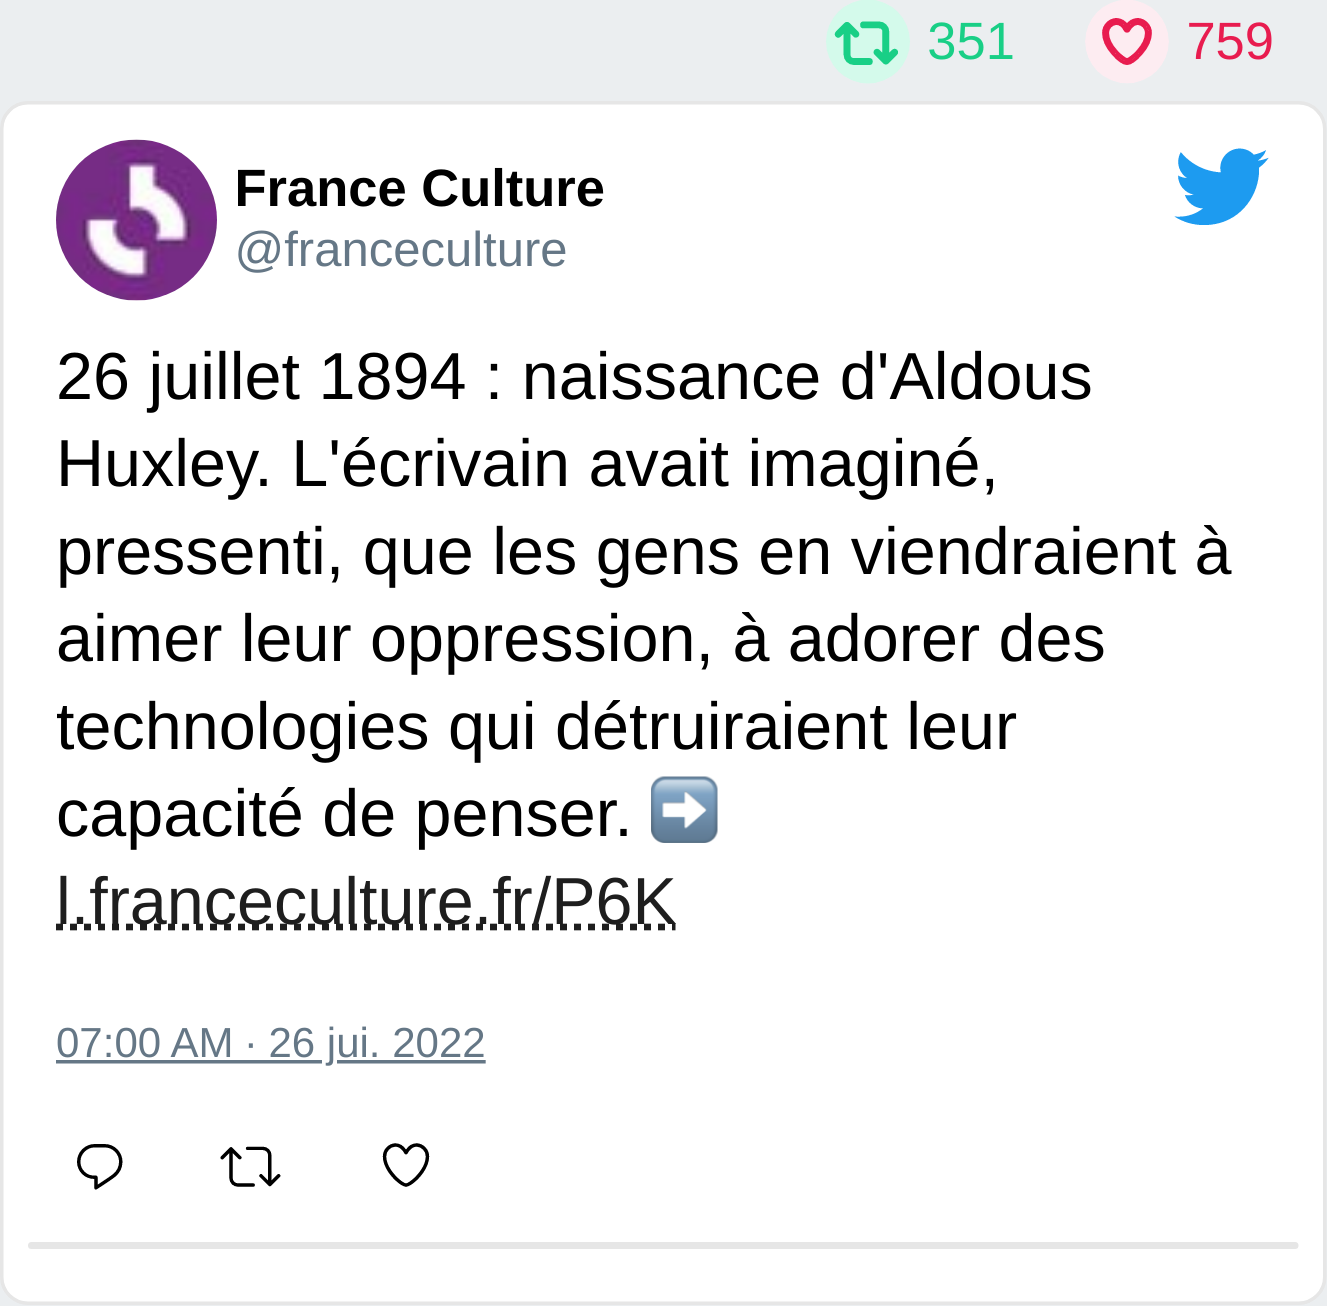 351 759
France Culture
@franceculture
26 juillet 1894 : naissance d'Aldous
Huxley. L'écrivain avait imaginé,
pressenti, que les gens en viendraient à
aimer leur oppression, à adorer des
technologies qui détruiraient leur
capacité de penser. ➡️
l.franceculture.fr/P6K
07:00 AM · 26 jui. 2022